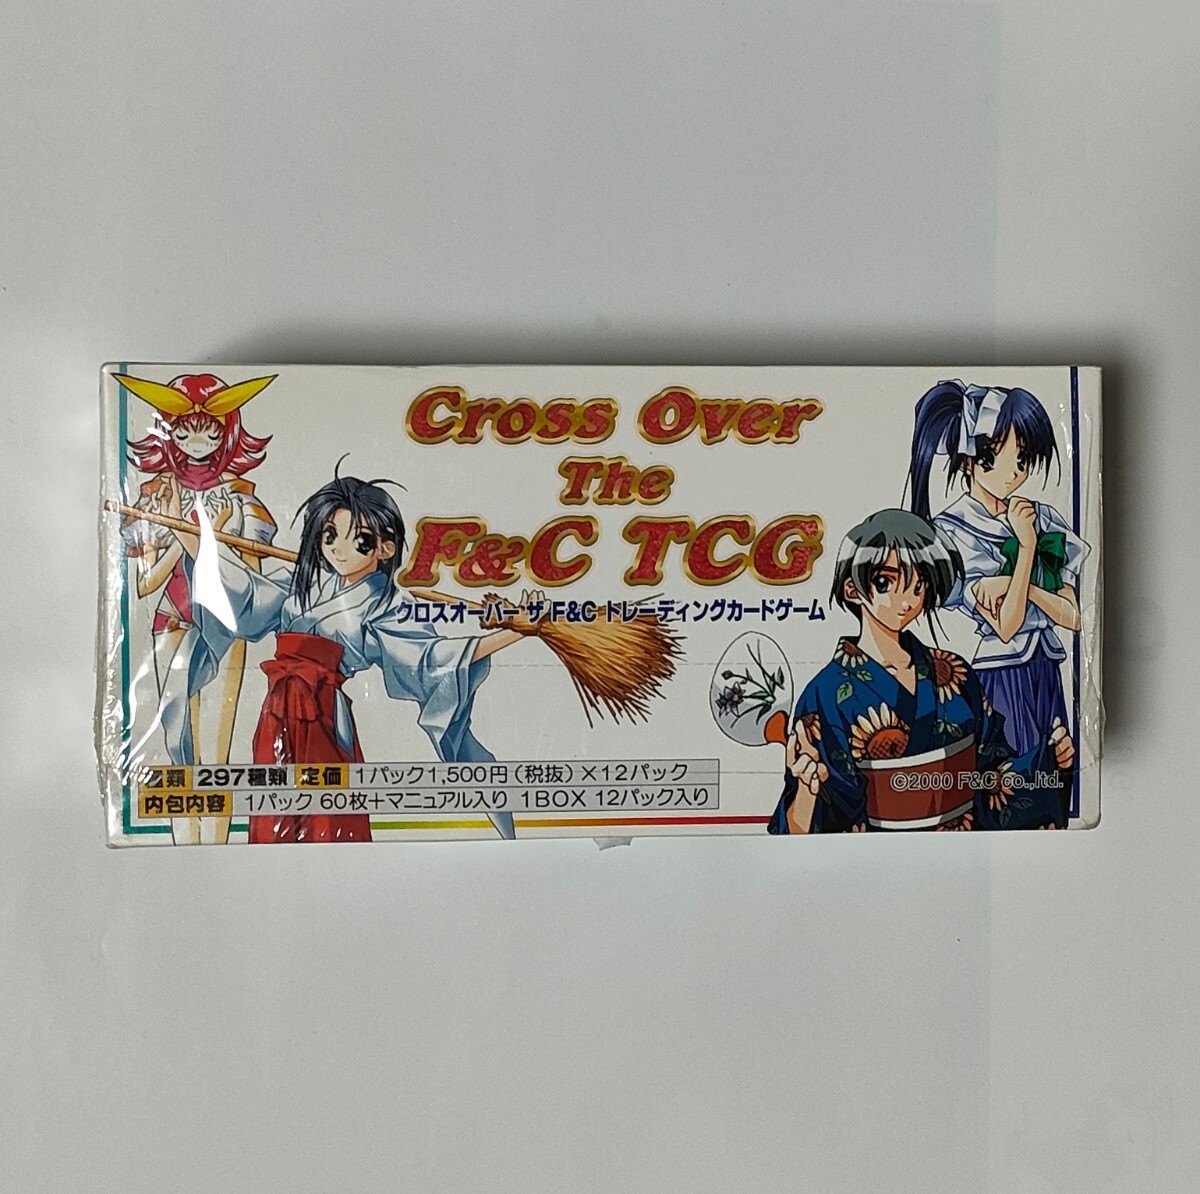 Cross Over
The
F&C TCG
クロスオーバー ザ F&C トレーディングカードゲーム
種類 297種類 定価 1パック1,500円(税抜)×12パック
内包内容 1パック 60枚+マニュアル入り 1BOX 12パック入り
©2000 F&C co.,ltd.